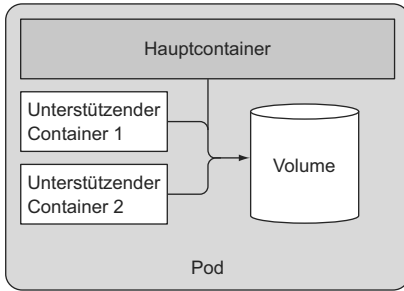 Hauptcontainer
Unterstützender
Container 1
Unterstützender
Container 2
Volume
Pod